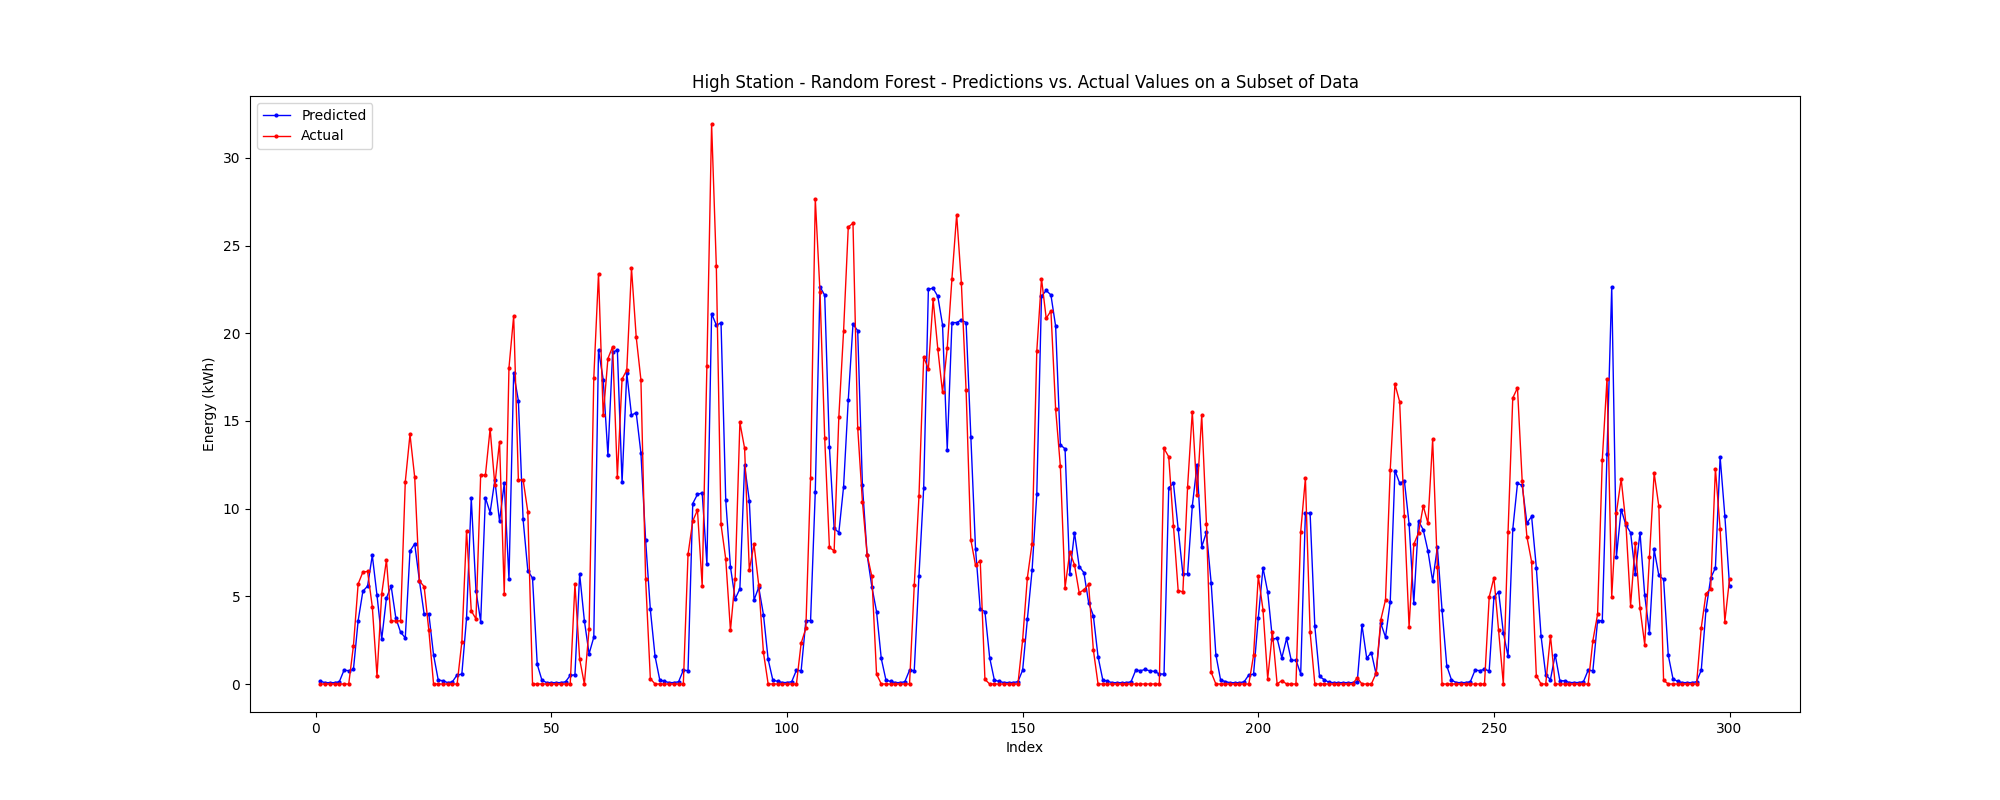 High Station - Random Forest - Predictions vs. Actual Values on a Subset of Data
Predicted
Actual
Energy (kWh)
30
25
20
15
10
5
0
0 50 100 150 200 250 300
Index